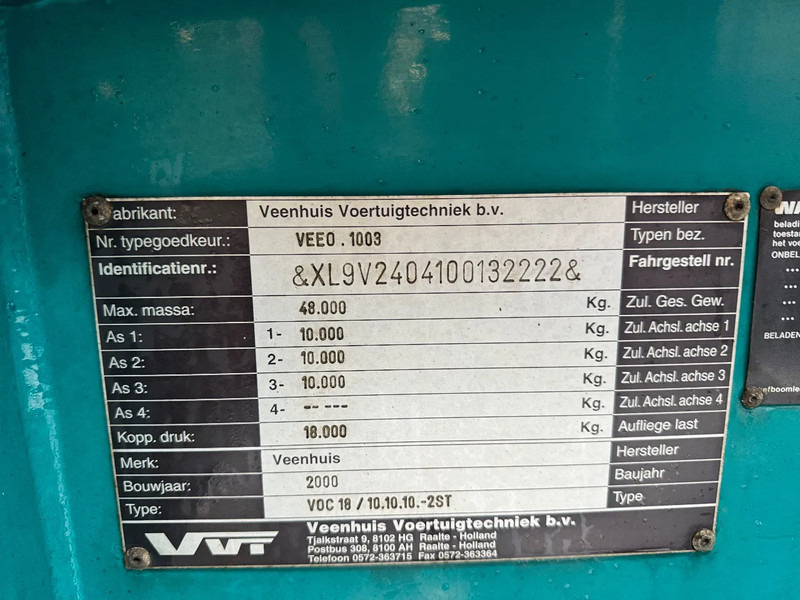 Fabrikant: Veenhuis Voertuigtechniek b.v. Hersteller
Nr. typegoedkeur.: VEEO . 1003 Typen bez.
Identificatienr.: &XL9V2404100132222& Fahrgestell nr.
Max. massa: 48.000 Kg. Zul. Ges. Gew.
As 1: 1- 10.000 Kg. Zul. Achsl. achse 1
As 2: 2- 10.000 Kg. Zul. Achsl. achse 2
As 3: 3- 10.000 Kg. Zul. Achsl. achse 3
As 4: 4- -- --- Kg. Zul. Achsl. achse 4
Kopp. druk: 18.000 Kg. Aufliege last
Merk: Veenhuis Hersteller
Bouwjaar: 2000 Baujahr
Type: VOC 18 / 10.10.10.-2ST Type
VVT Veenhuis Voertuigtechniek b.v.
Tjalkstraat 9, 8102 HG Raalte - Holland
Postbus 308, 8100 AH Raalte - Holland
Telefoon 0572-363715 Fax 0572-363364